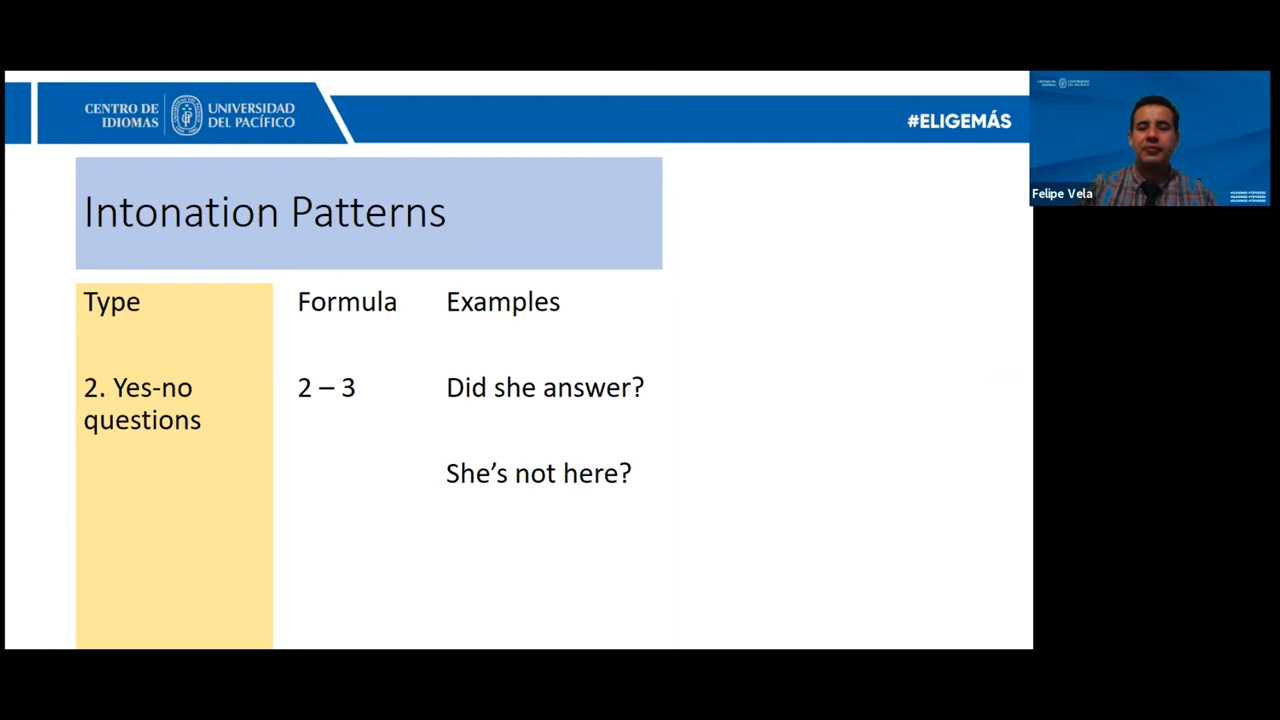 CENTRO DE
IDIOMAS
UNIVERSIDAD
DEL PACÍFICO
#ELIGEMÁS
Felipe Vela
Intonation Patterns
Type
Formula
Examples
2. Yes-no
questions
2 – 3
Did she answer?
She’s not here?